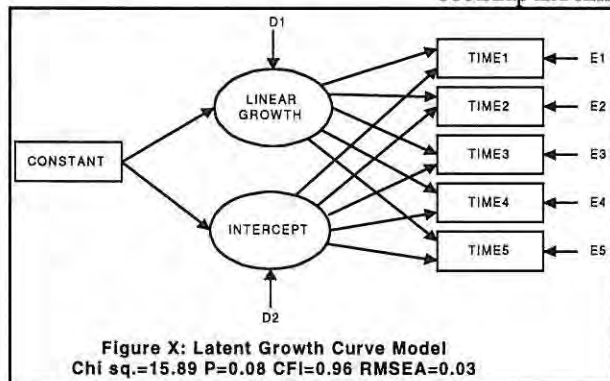 D1
LINEAR
GROWTH
CONSTANT
INTERCEPT
D2
TIME1
E1
TIME2
E2
TIME3
E3
TIME4
E4
TIME5
E5
Figure X: Latent Growth Curve Model
Chi sq.=15.89 P=0.08 CFI=0.96 RMSEA=0.03